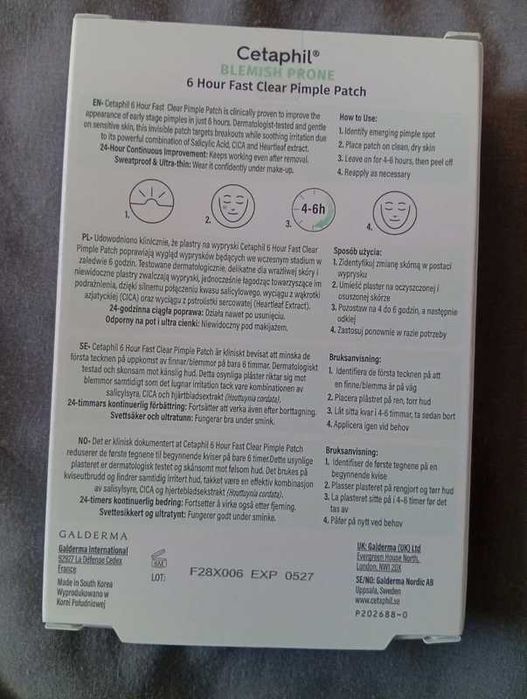 Cetaphil®
BLEMISH PRONE
6 Hour Fast Clear Pimple Patch
EN- Cetaphil 6 Hour Fast Clear Pimple Patch is clinically proven to improve the
appearance of early stage pimples in just 6 hours. Dermatologist-tested and gentle
on sensitive skin, this invisible patch targets breakouts while soothing irritation due
to its powerful combination of Salicylic Acid, CICA and Heartleaf extract.
24-Hour Continuous Improvement: Keeps working even after removal.
Sweatproof & Ultra-thin: Wear it confidently under make-up.
How to Use:
1. Identify emerging pimple spot
2. Place patch on clean, dry skin
3. Leave on for 4-6 hours, then peel off
4. Reapply as necessary
1.
2.
3.
4-6h
4.
PL- Udowodniono klinicznie, że plastry na wypryski Cetaphil 6 Hour Fast Clear
Pimple Patch poprawiają wygląd wyprysków będących we wczesnym stadium w
zaledwie 6 godzin. Testowane dermatologicznie, delikatne dla wrażliwej skóry i
niewidoczne plastry zwalczają wypryski, jednocześnie łagodząc towarzyszące im
podrażnienia, dzięki silnemu połączeniu kwasu salicylowego, wyciągu z wąkrotki
azjatyckiej (CICA) oraz wyciągu z pstrolistki sercowatej (Heartleaf Extract).
24-godzinna ciągła poprawa: Działa nawet po usunięciu.
Odporny na pot i ultra cienki: Niewidoczny pod makijażem.
Sposób użycia:
1. Zidentyfikuj zmianę skórną w postaci
wyprysku
2. Umieść plaster na oczyszczonej i
osuszonej skórze
3. Pozostaw na 4 do 6 godzin, a następnie
odklej
4. Zastosuj ponownie w razie potrzeby
SE- Cetaphil 6 Hour Fast Clear Pimple Patch är kliniskt bevisat att minska de
första tecknen på uppkomst av finnar/blemmor på bara 6 timmar. Dermatologiskt
testad och skonsam mot känslig hud. Detta osynliga plåster riktar sig mot
blemmor samtidigt som det lugnar irritation tack vare kombinationen av
salicylsyra, CICA och hjärtbladsextrakt (Houttuynia cordata).
24-timmars kontinuerlig förbättring: Fortsätter att verka även efter borttagning.
Svettsäker och ultratunn: Fungerar bra under smink.
Bruksanvisning:
1. Identifiera de första tecknen på att
en finne/blemma är på väg
2. Placera plåstret på ren, torr hud
3. Låt sitta kvar i 4-6 timmar, ta sedan bort
4. Applicera igen vid behov
NO- Det er klinisk dokumentert at Cetaphil 6 Hour Fast Clear Pimple Patch
reduserer de første tegnene til begynnende kviser på bare 6 timer.Dette usynlige
plasteret er dermatologisk testet og skånsomt mot følsom hud. Det brukes på
kviseutbrudd og lindrer samtidig irritert hud, takket være en effektiv kombinasjon
av salisylsyre, CICA og hjertebladsekstrakt (Houttuynia cordata).
24-timers kontinuerlig bedring: Fortsetter å virke også etter fjerning.
Svettesikkert og ultratynt: Fungerer godt under sminke.
Bruksanvisning:
1. Identifiser de første tegnene på en
begynnende kvise
2. Plasser plasteret på rengjort og tørr hud
3. La plasteret sitte på i 4-6 timer før det
tas av
4. Påfør på nytt ved behov
GALDERMA
Galderma International
92927 La Défense Cedex
France
Made in South Korea
Wyprodukowano w
Korei Południowej
6M
LOT:
F28X006 EXP 0527
UK: Galderma (UK) Ltd
Evergreen House North,
London, NW1 2DX
SE/NO: Galderma Nordic AB
Uppsala, Sweden
www.cetaphil.se
P202688-0